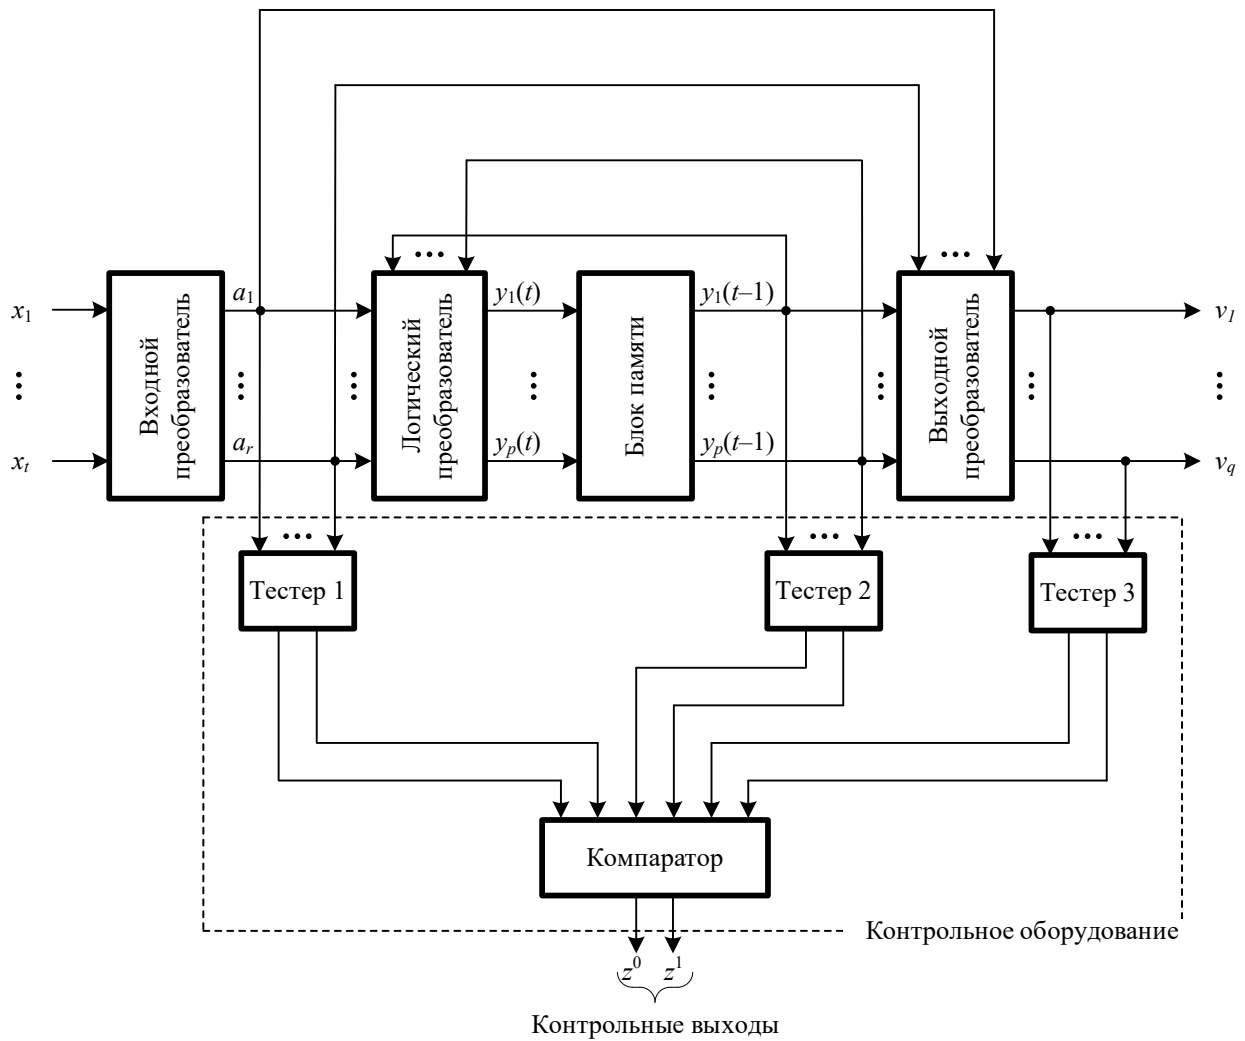 x₁
⋮
xₜ
Входной
преобразователь
a₁
⋮
aᵣ
⋮
...
Логический
преобразователь
y₁(t)
⋮
yₚ(t)
Блок памяти
y₁(t–1)
⋮
yₚ(t–1)
⋮
...
Выходной
преобразователь
⋮
v₁
⋮
v_q
...
Тестер 1
...
Тестер 2
...
Тестер 3
Компаратор
Контрольное оборудование
z⁰ z¹
Контрольные выходы